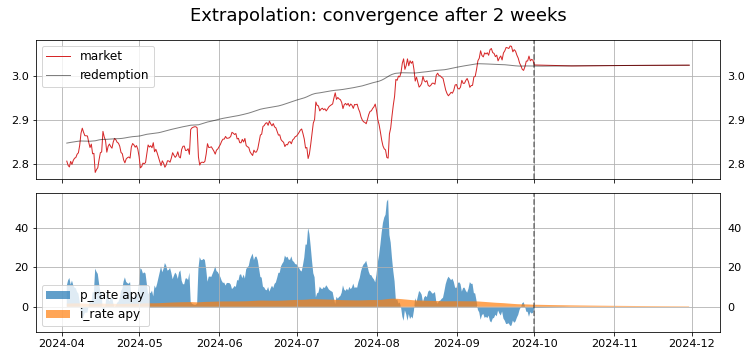 Extrapolation: convergence after 2 weeks
market
redemption
3.0 3.0
2.9 2.9
2.8 2.8
40 40
20 20
0 0
p_rate apy
i_rate apy
2024-04 2024-05 2024-06 2024-07 2024-08 2024-09 2024-10 2024-11 2024-12